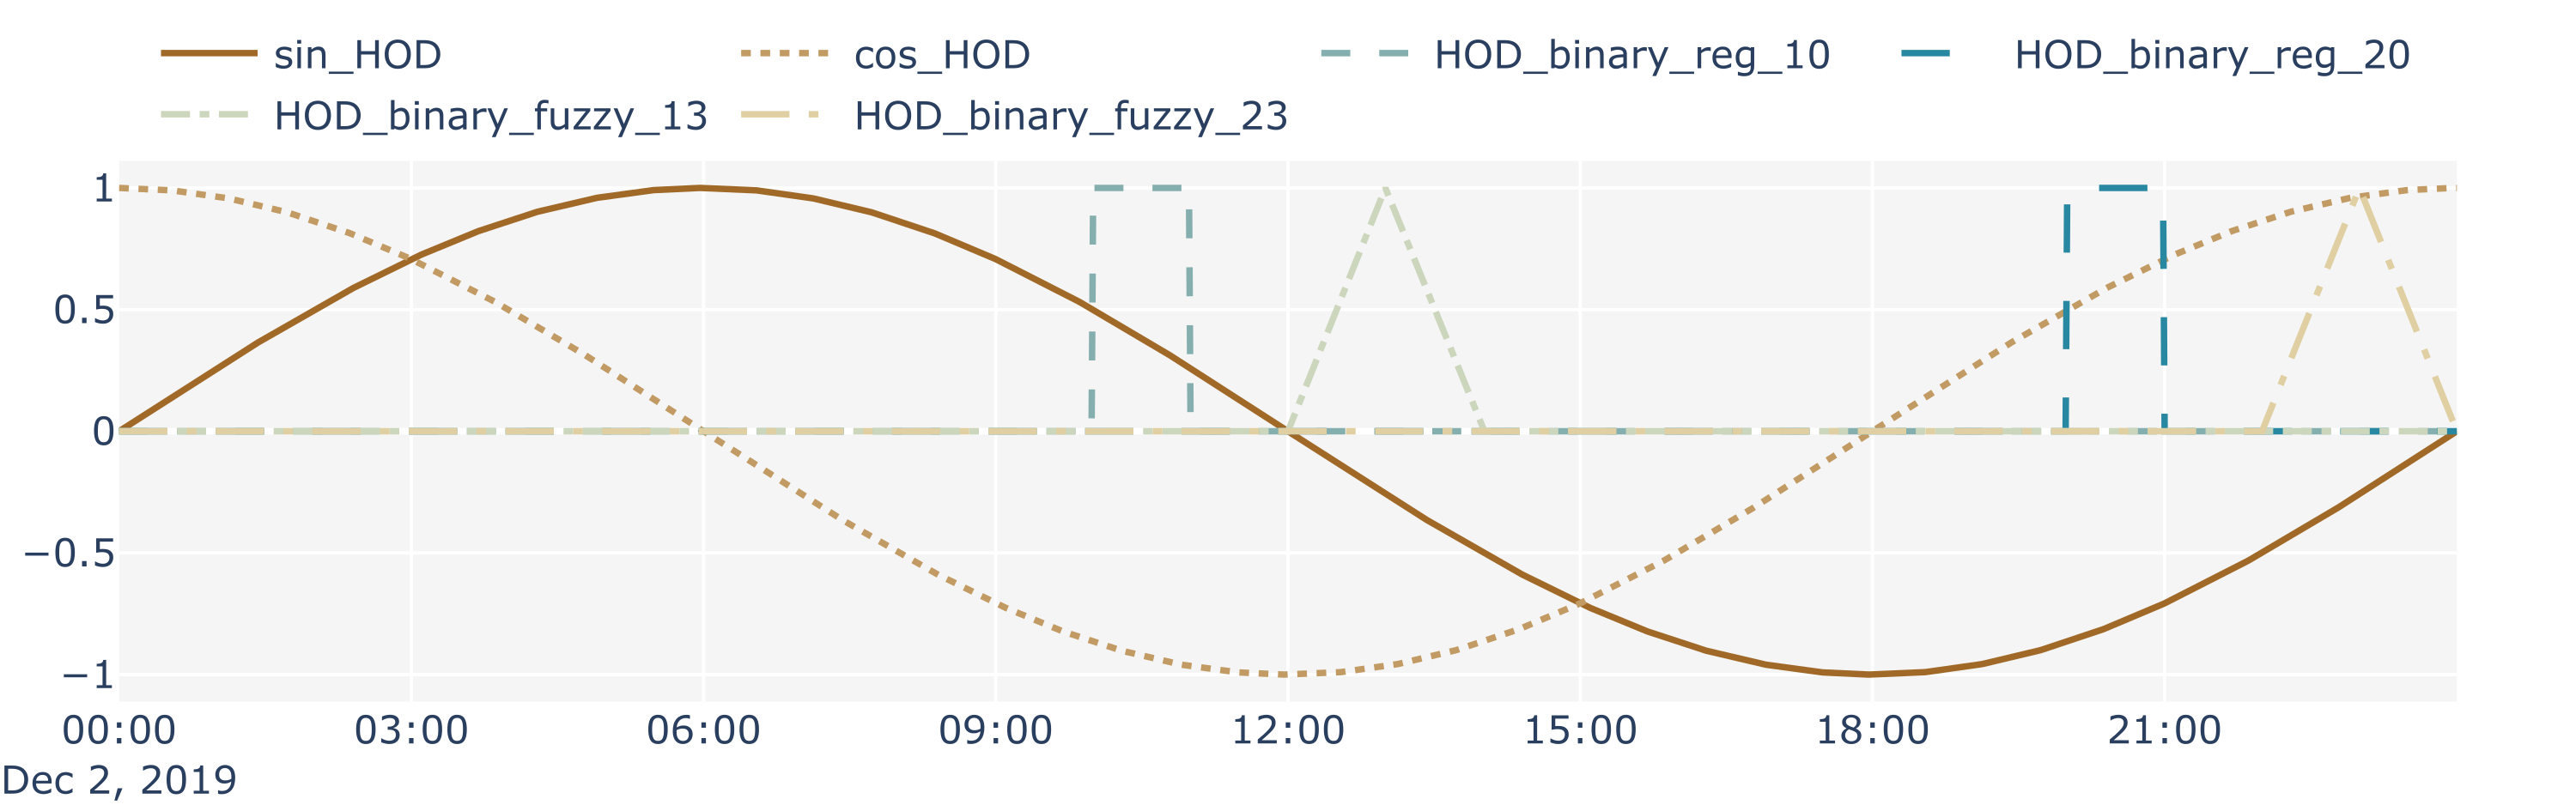 sin_HOD cos_HOD HOD_binary_reg_10 HOD_binary_reg_20
HOD_binary_fuzzy_13 HOD_binary_fuzzy_23
1
0.5
0
−0.5
−1
00:00 03:00 06:00 09:00 12:00 15:00 18:00 21:00
Dec 2, 2019